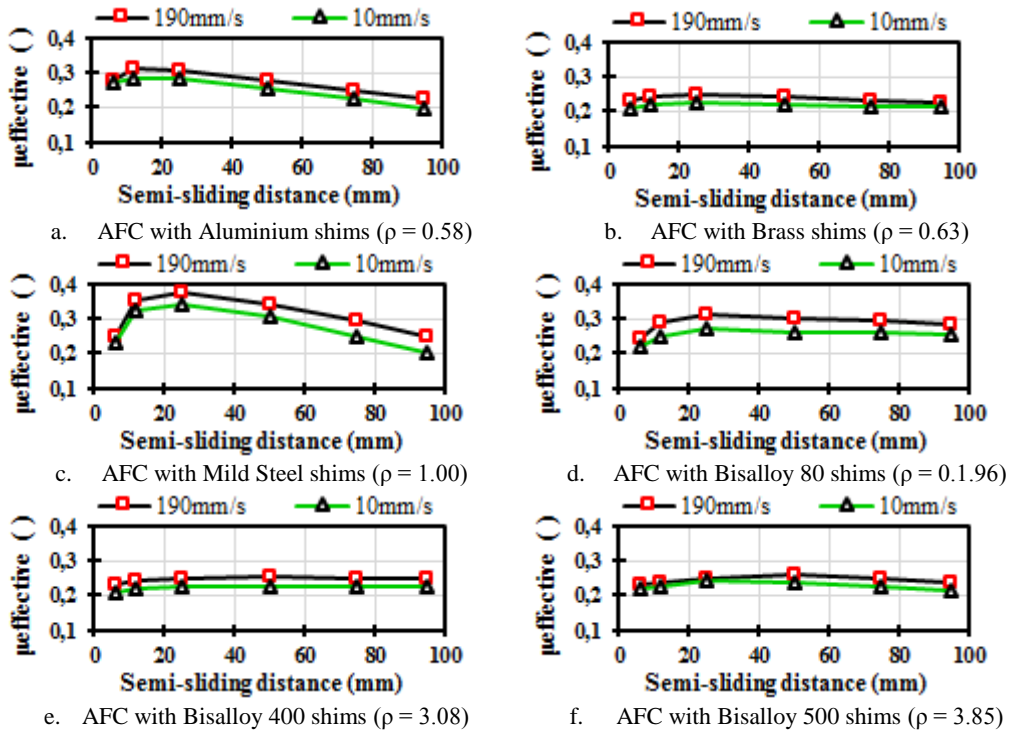 190mm/s 10mm/s
0,4
0,3
0,2
0,1
0 20 40 60 80 100
μeffective ( )
Semi-sliding distance (mm)
a. AFC with Aluminium shims (ρ = 0.58)
190mm/s 10mm/s
0,4
0,3
0,2
0,1
0 20 40 60 80 100
μeffective ( )
Semi-sliding distance (mm)
b. AFC with Brass shims (ρ = 0.63)
190mm/s 10mm/s
0,4
0,3
0,2
0,1
0 20 40 60 80 100
μeffective ( )
Semi-sliding distance (mm)
c. AFC with Mild Steel shims (ρ = 1.00)
190mm/s 10mm/s
0,4
0,3
0,2
0,1
0 20 40 60 80 100
μeffective ( )
Semi-sliding distance (mm)
d. AFC with Bisalloy 80 shims (ρ = 0.1.96)
190mm/s 10mm/s
0,4
0,3
0,2
0,1
0 20 40 60 80 100
μeffective ( )
Semi-sliding distance (mm)
e. AFC with Bisalloy 400 shims (ρ = 3.08)
190mm/s 10mm/s
0,4
0,3
0,2
0,1
0 20 40 60 80 100
μeffective ( )
Semi-sliding distance (mm)
f. AFC with Bisalloy 500 shims (ρ = 3.85)